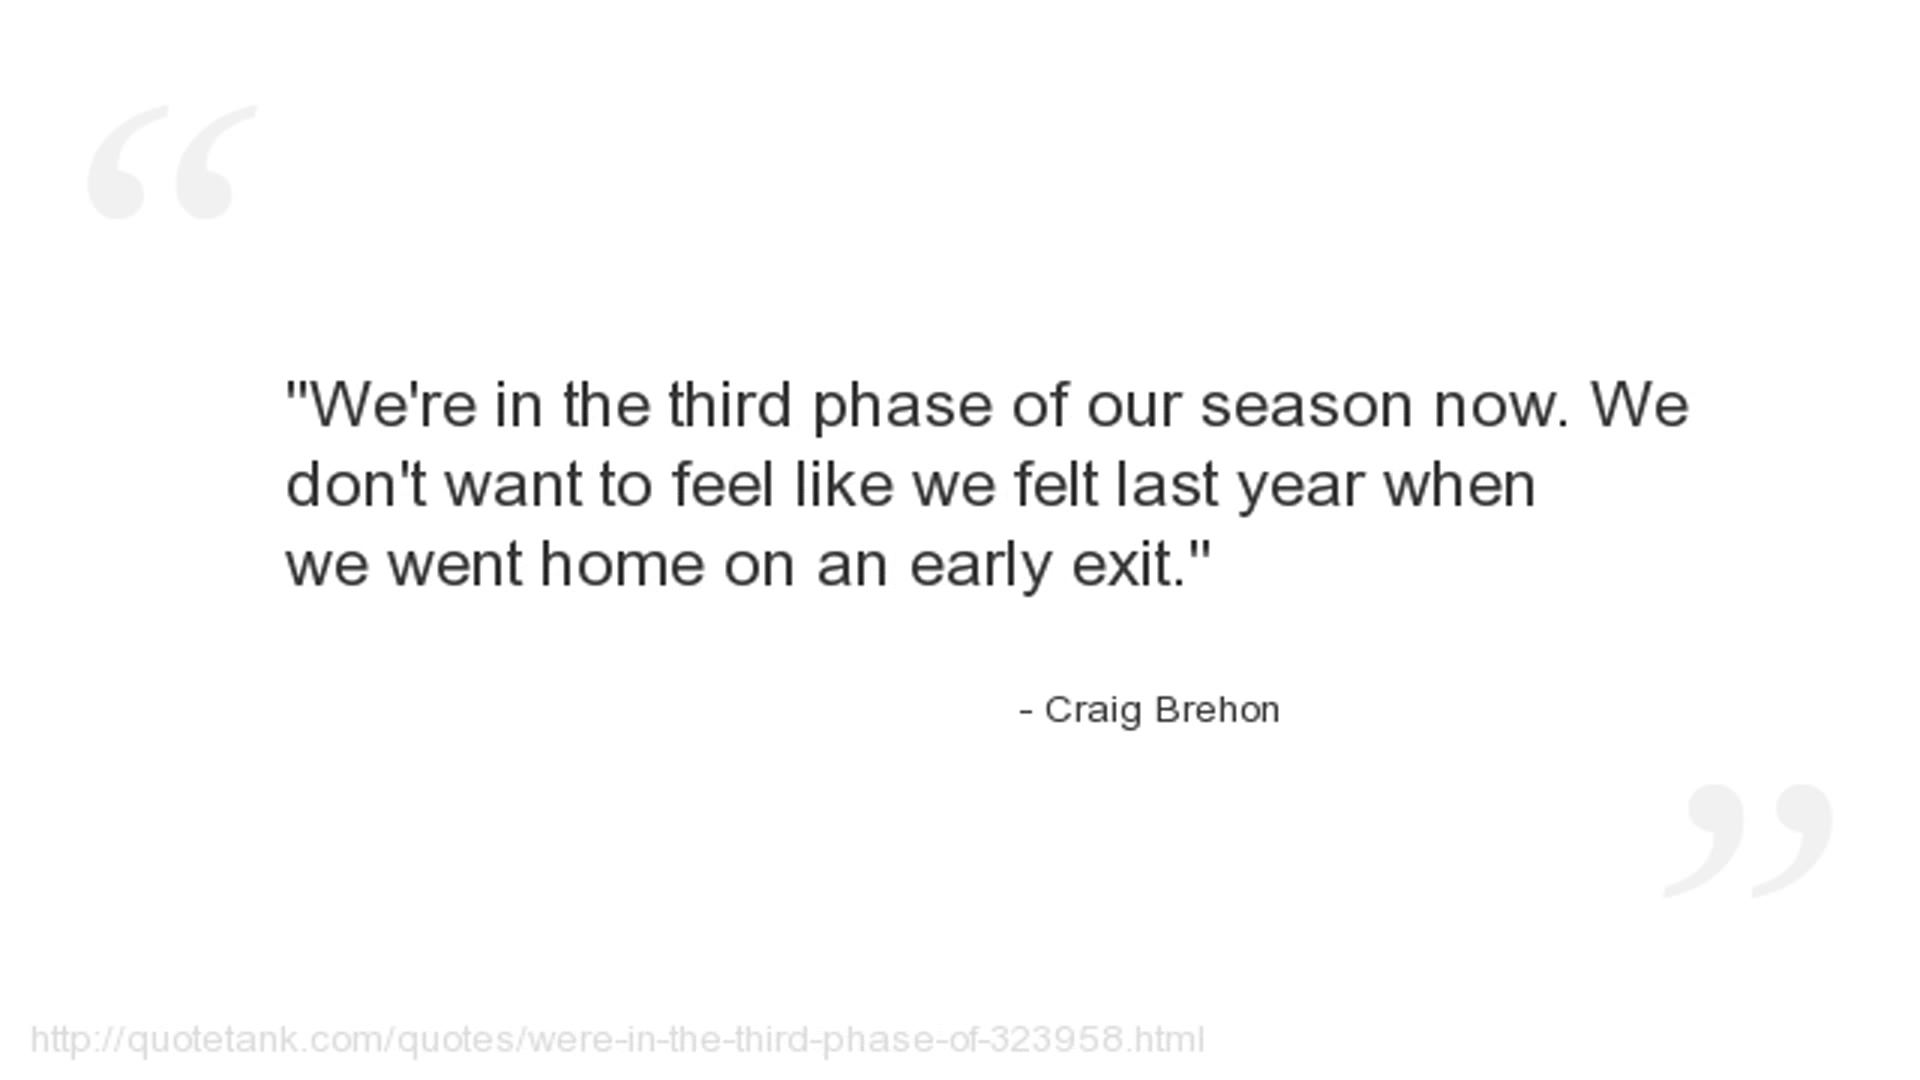 "We're in the third phase of our season now. We
don't want to feel like we felt last year when
we went home on an early exit."
- Craig Brehon
http://quotetank.com/quotes/were-in-the-third-phase-of-323958.html